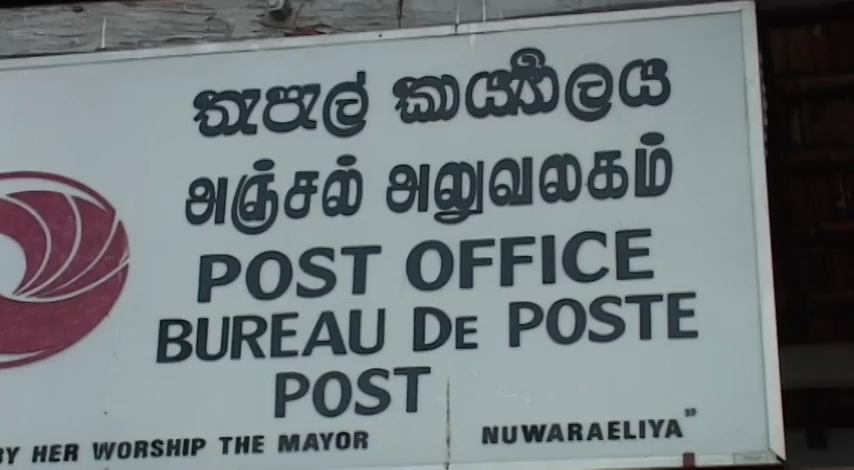 තැපැල් කාර්‍ය්‍යාලය
அஞ்சல் அலுவலகம்
POST OFFICE
BUREAU DE POSTE
POST
BY HER WORSHIP THE MAYOR NUWARAELIYA"